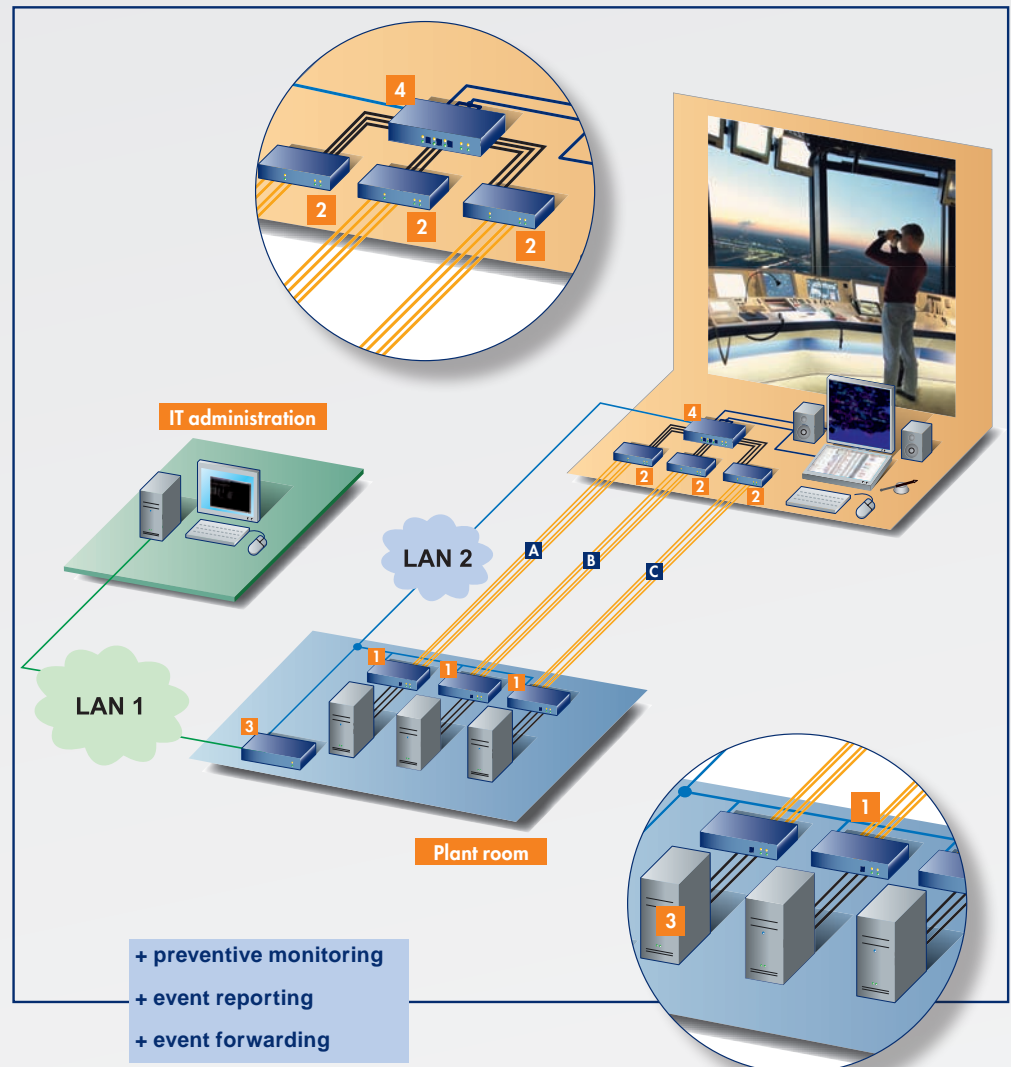 4
2
2
2
IT administration
4
2
2
2
LAN 2
A
B
C
1
1
1
LAN 1
3
1
Plant room
3
+ preventive monitoring
+ event reporting
+ event forwarding